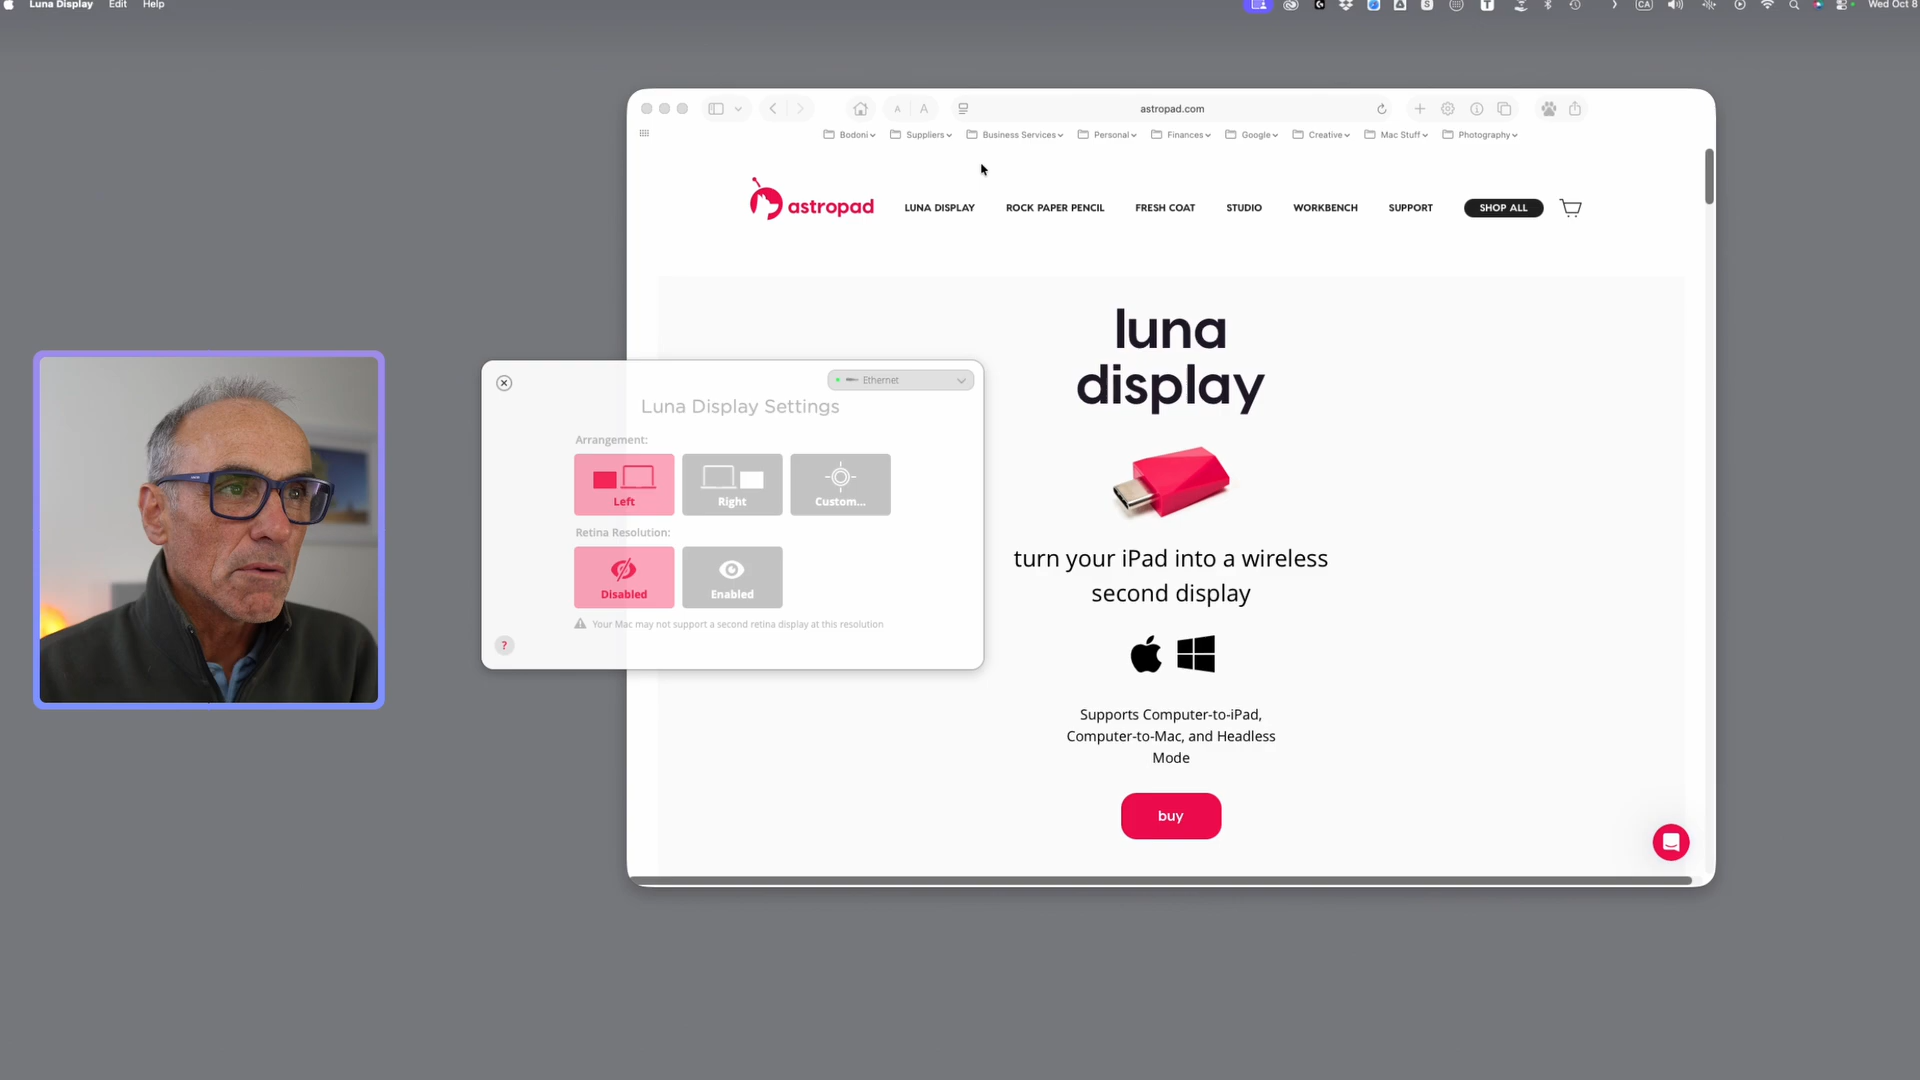 Luna Display Edit Help
CA
Wed Oct 8
A A astropad.com
Bodoni Suppliers Business Services Personal Finances Google Creative Mac Stuff Photography
astropad LUNA DISPLAY ROCK PAPER PENCIL FRESH COAT STUDIO WORKBENCH SUPPORT SHOP ALL
luna
display
turn your iPad into a wireless
second display
Supports Computer-to-iPad,
Computer-to-Mac, and Headless
Mode
buy
Ethernet
Luna Display Settings
Arrangement:
Left Right Custom...
Retina Resolution:
Disabled Enabled
Your Mac may not support a second retina display at this resolution
?